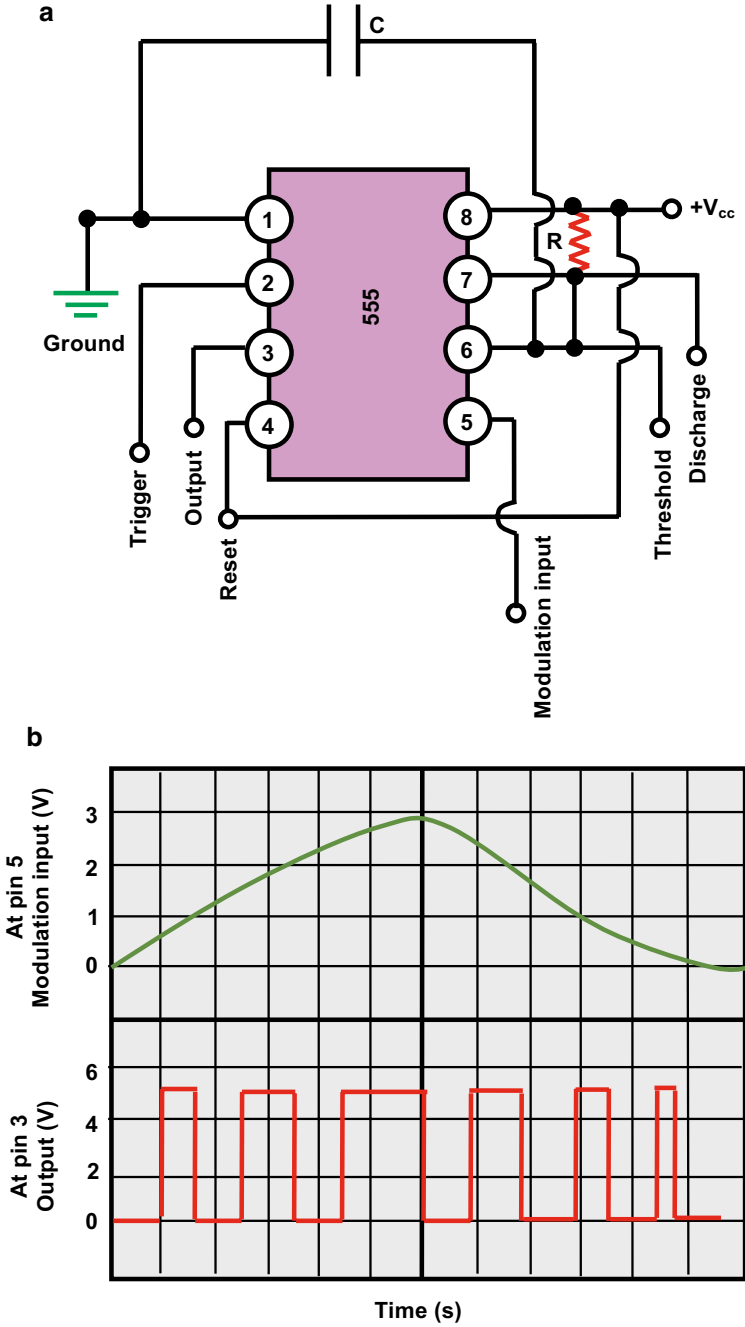 a
C
1
2
3
4
555
8
7
6
5
R
+Vcc
Ground
Trigger
Output
Reset
Modulation input
Threshold
Discharge
b
At pin 5
Modulation input (V)
3
2
1
0
At pin 3
Output (V)
6
4
2
0
Time (s)